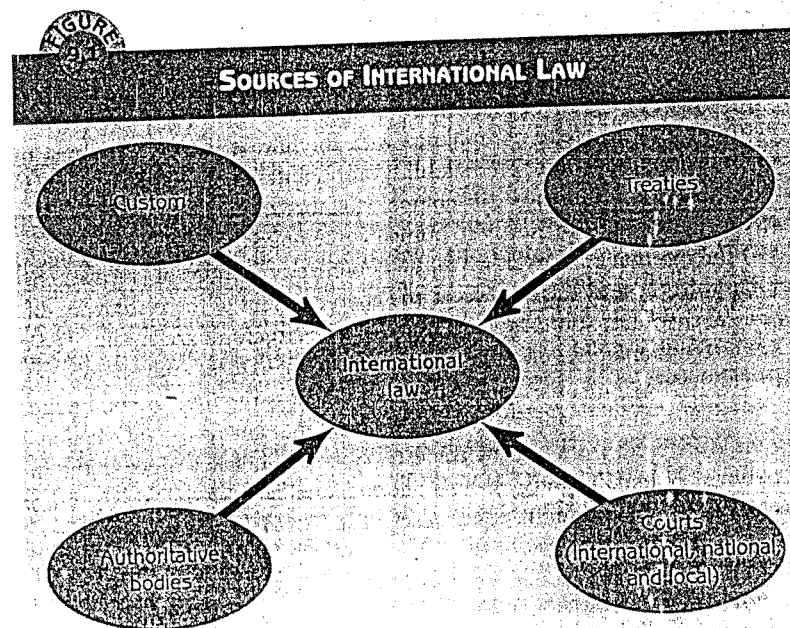 FIGURE
9.1
SOURCES OF INTERNATIONAL LAW
Custom
Treaties
International
law
Authoritative
bodies
Courts
(International, national,
and local)